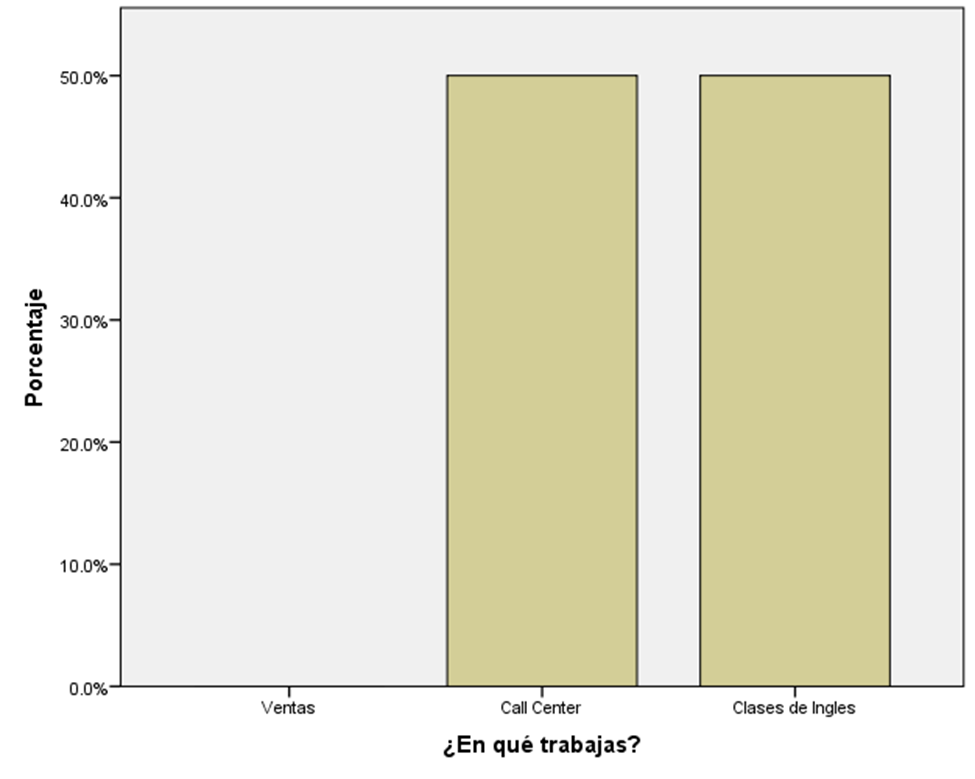 Porcentaje
50.0%
40.0%
30.0%
20.0%
10.0%
0.0%
Ventas
Call Center
Clases de Ingles
¿En qué trabajas?